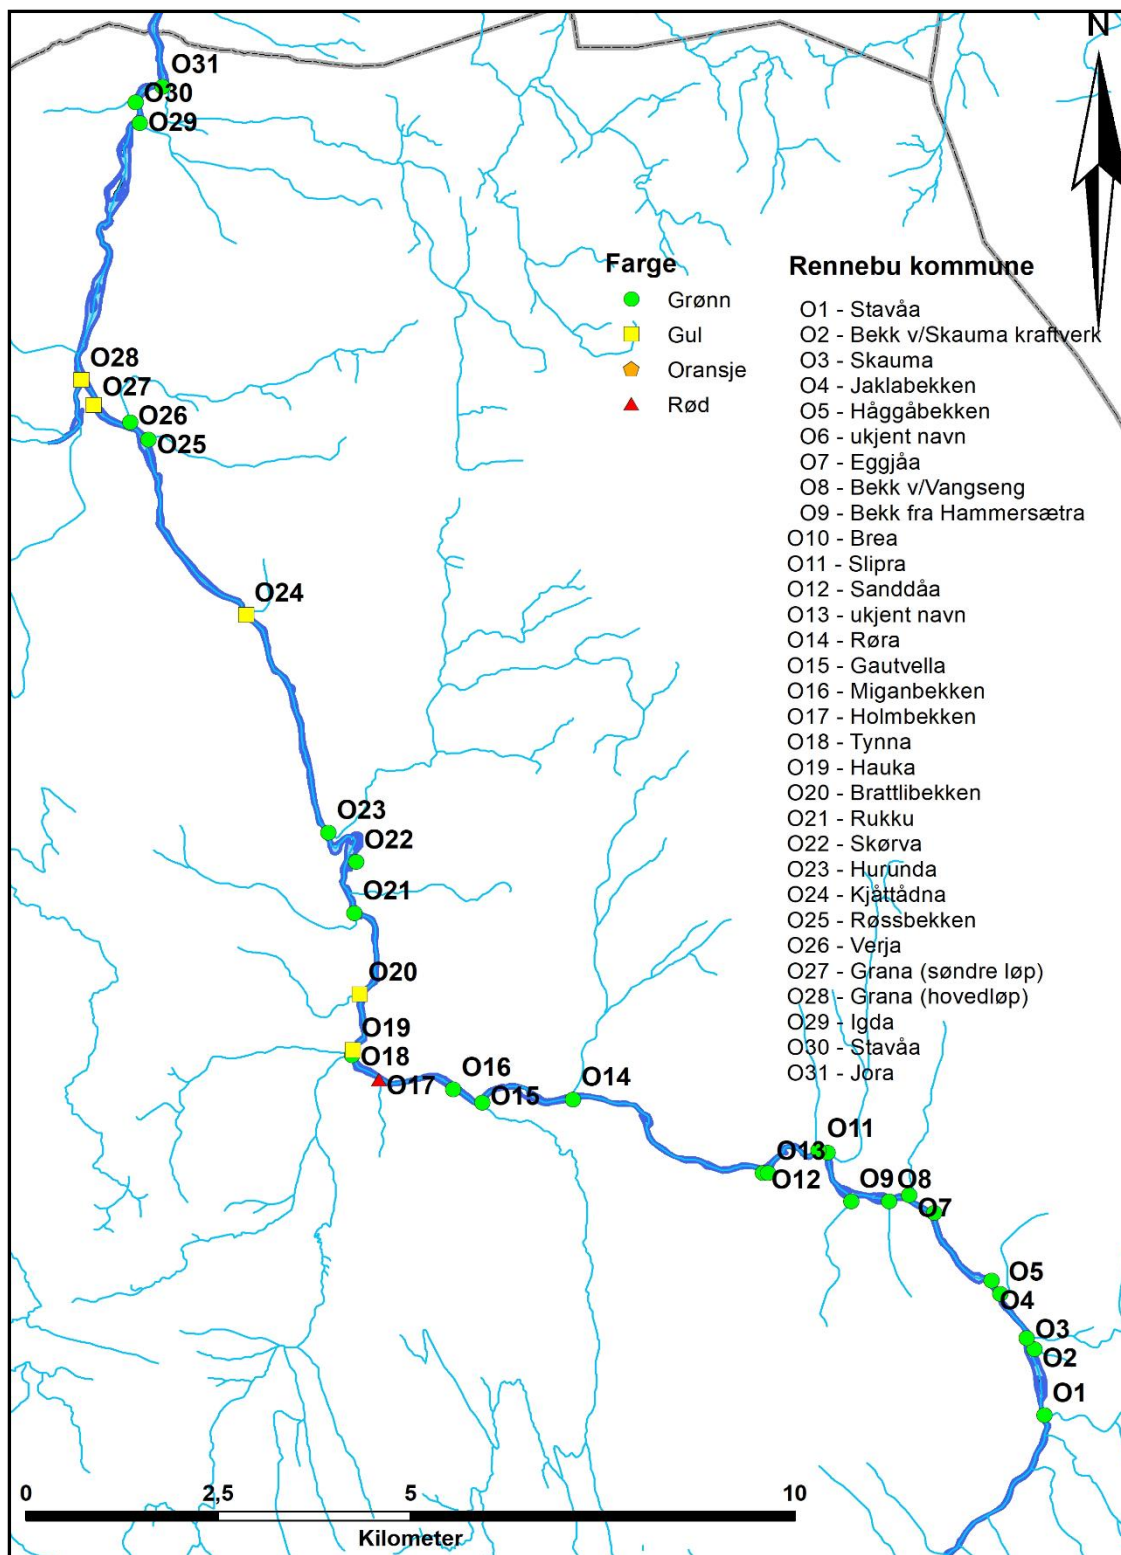 N
O31
O30
O29
Farge
Grønn
Gul
Oransje
Rød
Rennebu kommune
O1 - Stavåa
O2 - Bekk v/Skauma kraftverk
O3 - Skauma
O4 - Jaklabekken
O5 - Håggåbekken
O6 - ukjent navn
O7 - Eggjåa
O8 - Bekk v/Vangseng
O9 - Bekk fra Hammersætra
O10 - Brea
O11 - Slipra
O12 - Sanddåa
O13 - ukjent navn
O14 - Røra
O15 - Gautvella
O16 - Miganbekken
O17 - Holmbekken
O18 - Tynna
O19 - Hauka
O20 - Brattlibekken
O21 - Rukku
O22 - Skørva
O23 - Hurunda
O24 - Kjåttådna
O25 - Røssbekken
O26 - Verja
O27 - Grana (søndre løp)
O28 - Grana (hovedløp)
O29 - Igda
O30 - Stavåa
O31 - Jora
O28
O27
O26
O25
O24
O23
O22
O21
O20
O19
O18
O17
O16
O15
O14
O13
O12
O11
O9
O8
O7
O5
O4
O3
O2
O1
0 2,5 5 10
Kilometer